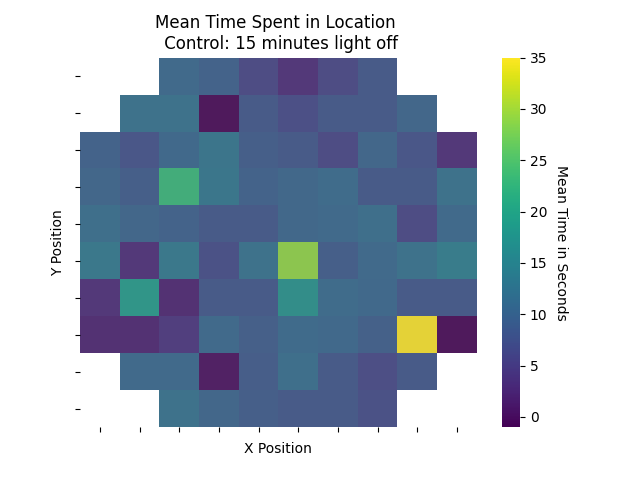 Mean Time Spent in Location
Control: 15 minutes light off
Y Position
X Position
35
30
25
20
15
10
5
0
Mean Time in Seconds